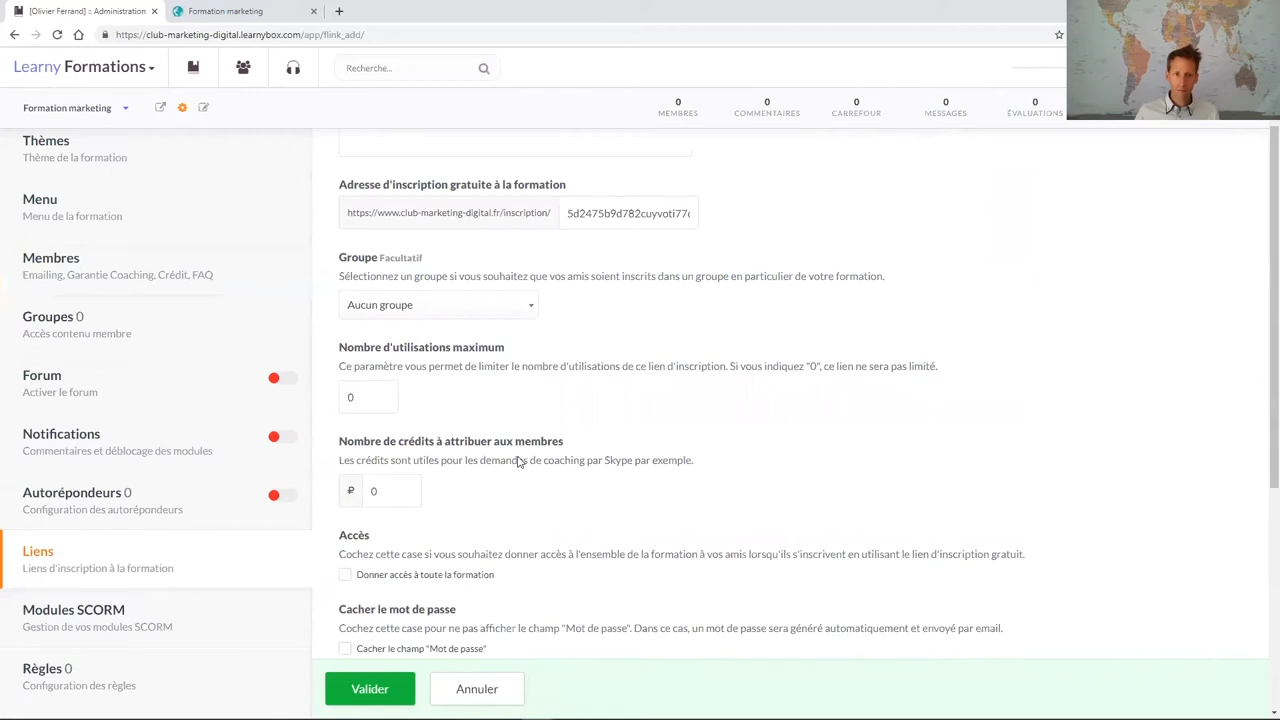 [Olivier Ferrand] :: Administration
Formation marketing
https://club-marketing-digital.learnybox.com/app/flink_add/
Learny Formations
Recherche...
Formation marketing
0
MEMBRES
0
COMMENTAIRES
0
CARREFOUR
0
MESSAGES
0
ÉVALUATIONS
Thèmes
Thème de la formation
Menu
Menu de la formation
Membres
Emailing, Garantie Coaching, Crédit, FAQ
Groupes 0
Accès contenu membre
Forum
Activer le forum
Notifications
Commentaires et déblocage des modules
Autorépondeurs 0
Configuration des autorépondeurs
Liens
Liens d'inscription à la formation
Modules SCORM
Gestion de vos modules SCORM
Règles 0
Configuration des règles
Adresse d'inscription gratuite à la formation
https://www.club-marketing-digital.fr/inscription/ 5d2475b9d782cuyvoti77
Groupe Facultatif
Sélectionnez un groupe si vous souhaitez que vos amis soient inscrits dans un groupe en particulier de votre formation.
Aucun groupe
Nombre d'utilisations maximum
Ce paramètre vous permet de limiter le nombre d'utilisations de ce lien d'inscription. Si vous indiquez "0", ce lien ne sera pas limité.
0
Nombre de crédits à attribuer aux membres
Les crédits sont utiles pour les demandes de coaching par Skype par exemple.
₽ 0
Accès
Cochez cette case si vous souhaitez donner accès à l'ensemble de la formation à vos amis lorsqu'ils s'inscrivent en utilisant le lien d'inscription gratuit.
Donner accès à toute la formation
Cacher le mot de passe
Cochez cette case pour ne pas afficher le champ "Mot de passe". Dans ce cas, un mot de passe sera généré automatiquement et envoyé par email.
Cacher le champ "Mot de passe"
Valider
Annuler